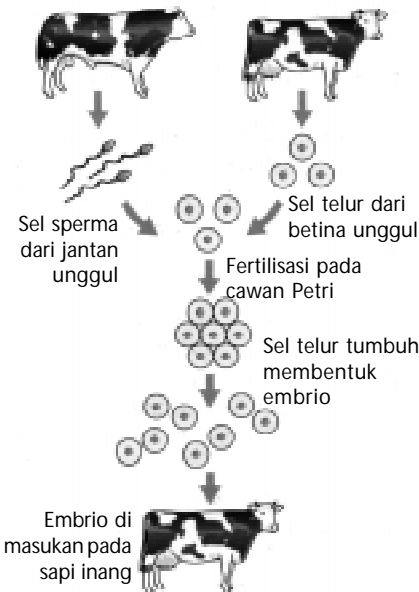 Sel sperma
dari jantan
unggul
Sel telur dari
betina unggul
Fertilisasi pada
cawan Petri
Sel telur tumbuh
membentuk
embrio
Embrio di
masukan pada
sapi inang